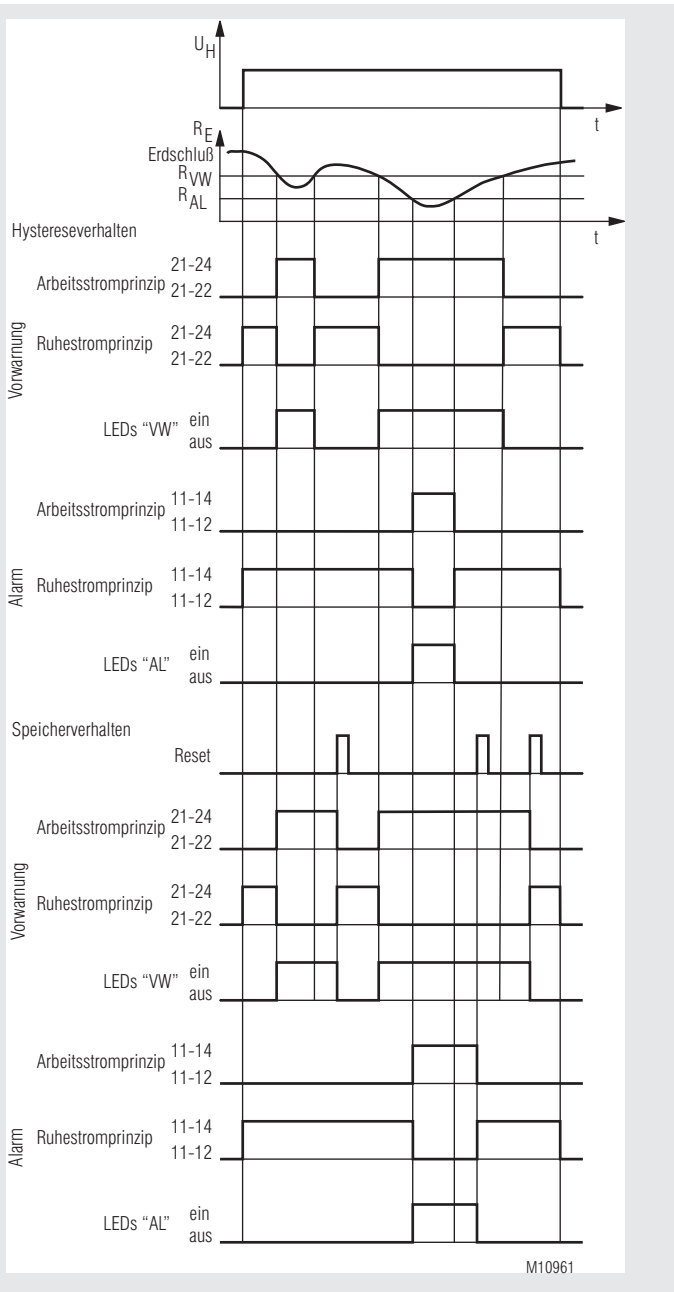 U_H
t
R_E
Erdschluß
R_VW
R_AL
t
Hystereseverhalten
Vorwarnung
Arbeitsstromprinzip 21-24
21-22
Ruhestromprinzip 21-24
21-22
LEDs “VW” ein
aus
Alarm
Arbeitsstromprinzip 11-14
11-12
Ruhestromprinzip 11-14
11-12
LEDs “AL” ein
aus
Speicherverhalten
Reset
Vorwarnung
Arbeitsstromprinzip 21-24
21-22
Ruhestromprinzip 21-24
21-22
LEDs “VW” ein
aus
Alarm
Arbeitsstromprinzip 11-14
11-12
Ruhestromprinzip 11-14
11-12
LEDs “AL” ein
aus
M10961